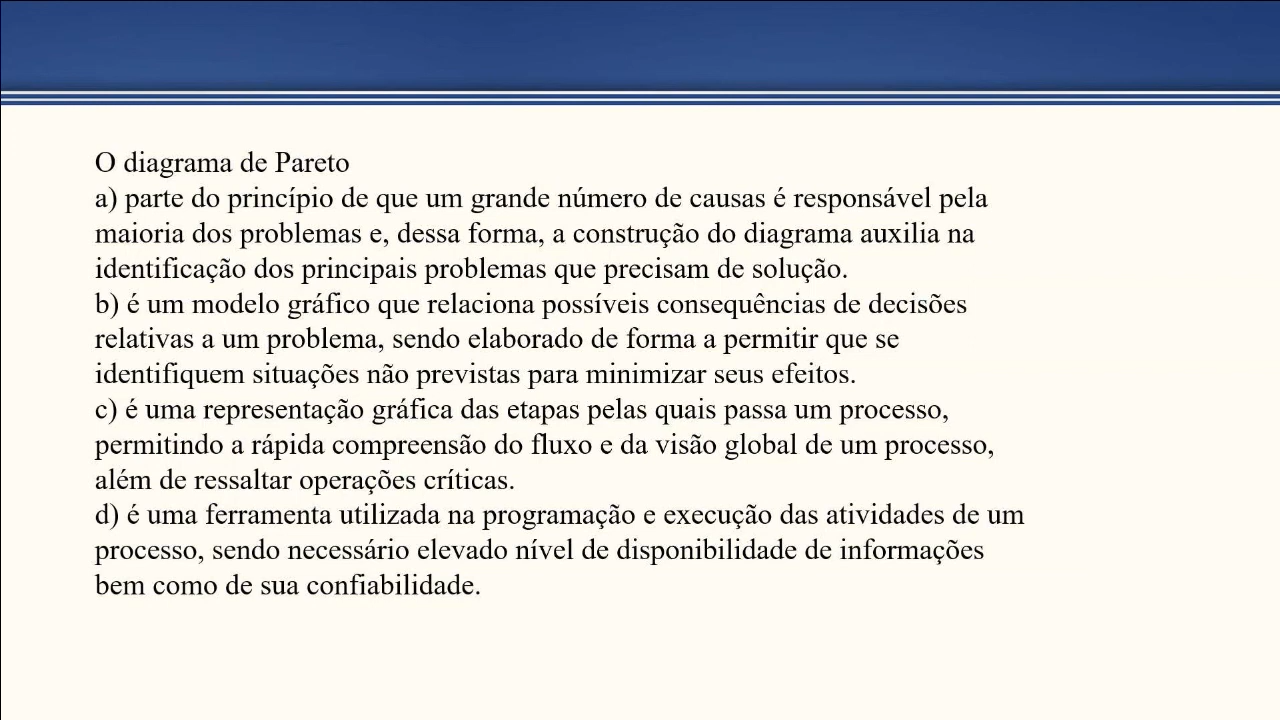 O diagrama de Pareto
a) parte do princípio de que um grande número de causas é responsável pela
maioria dos problemas e, dessa forma, a construção do diagrama auxilia na
identificação dos principais problemas que precisam de solução.
b) é um modelo gráfico que relaciona possíveis consequências de decisões
relativas a um problema, sendo elaborado de forma a permitir que se
identifiquem situações não previstas para minimizar seus efeitos.
c) é uma representação gráfica das etapas pelas quais passa um processo,
permitindo a rápida compreensão do fluxo e da visão global de um processo,
além de ressaltar operações críticas.
d) é uma ferramenta utilizada na programação e execução das atividades de um
processo, sendo necessário elevado nível de disponibilidade de informações
bem como de sua confiabilidade.